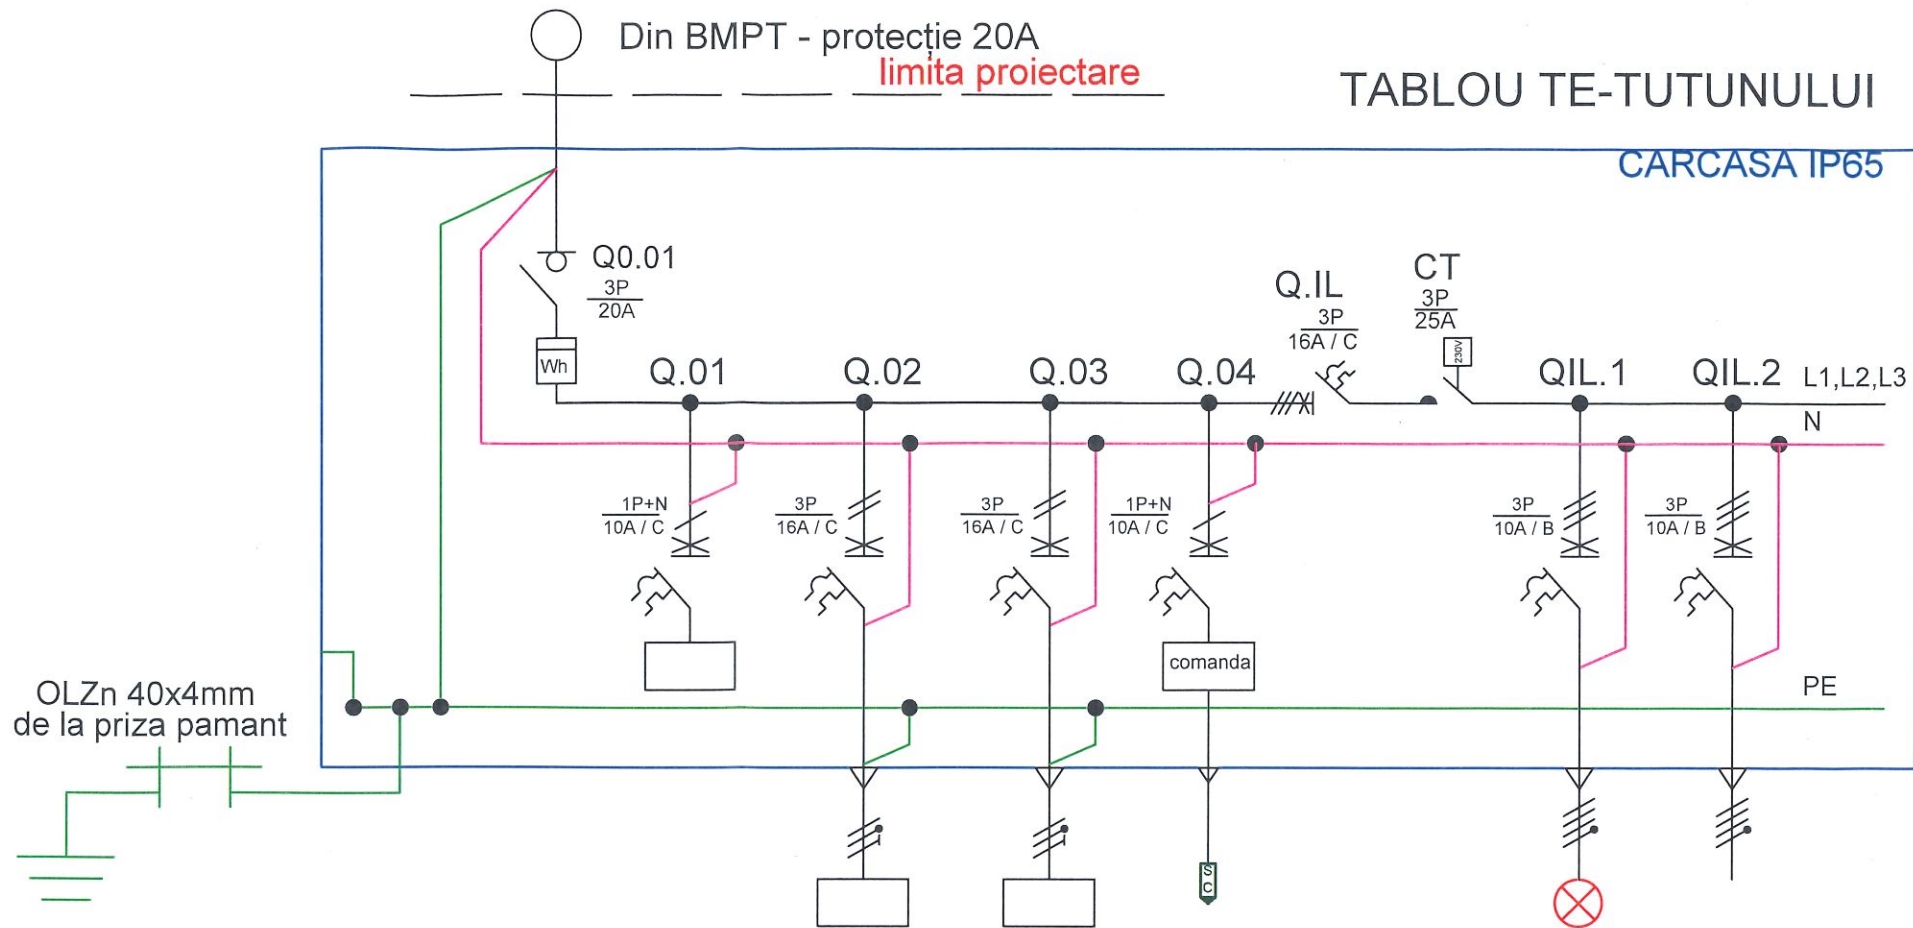 Din BMPT - protecție 20A
limita proiectare
TABLOU TE-TUTUNULUI
CARCASA IP65
Q0.01
3P
20A
Wh
Q.IL
3P
16A / C
CT
3P
25A
230V
Q.01
Q.02
Q.03
Q.04
QIL.1
QIL.2
L1,L2,L3
N
1P+N
10A / C
3P
16A / C
3P
16A / C
1P+N
10A / C
3P
10A / B
3P
10A / B
comanda
PE
OLZn 40x4mm
de la priza pamant
S
C